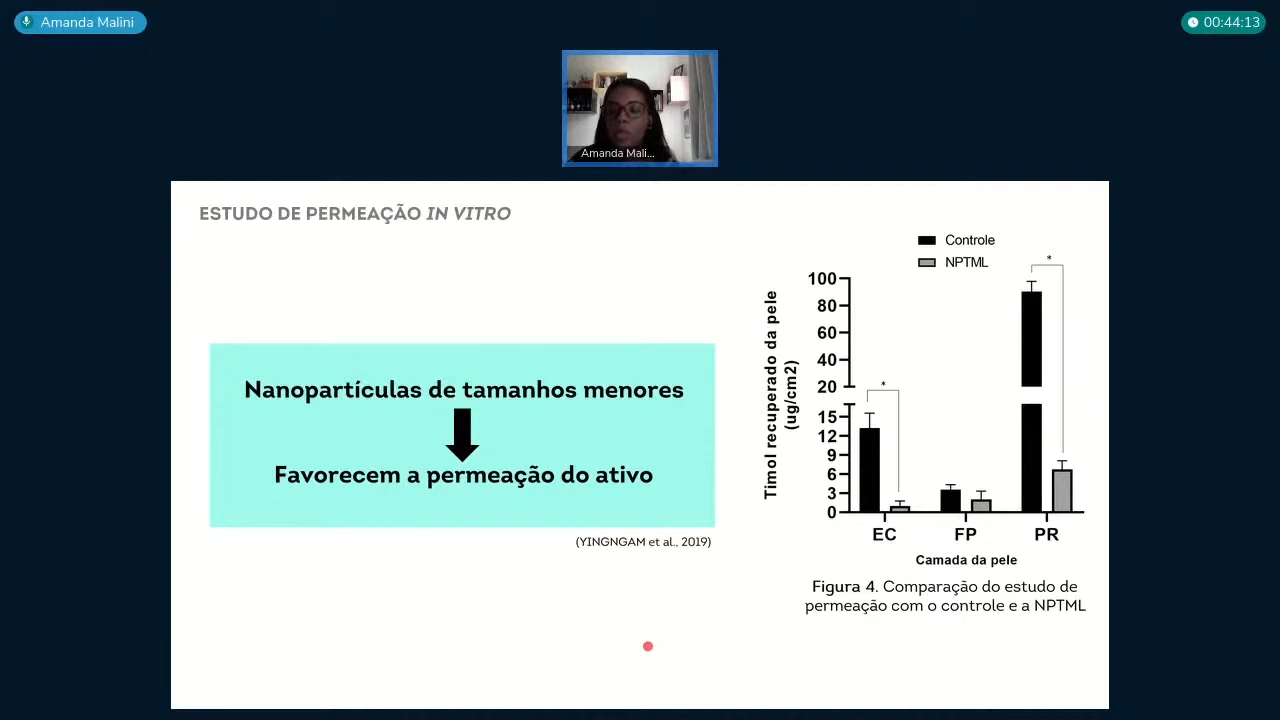 Amanda Malini
00:44:13
Amanda Mali...
ESTUDO DE PERMEAÇÃO IN VITRO
Nanopartículas de tamanhos menores
Favorecem a permeação do ativo
(YINGNGAM et al., 2019)
Controle
NPTML
Timol recuperado da pele
(ug/cm2)
100
80
60
40
20
15
12
9
6
3
0
*
*
EC FP PR
Camada da pele
Figura 4. Comparação do estudo de
permeação com o controle e a NPTML